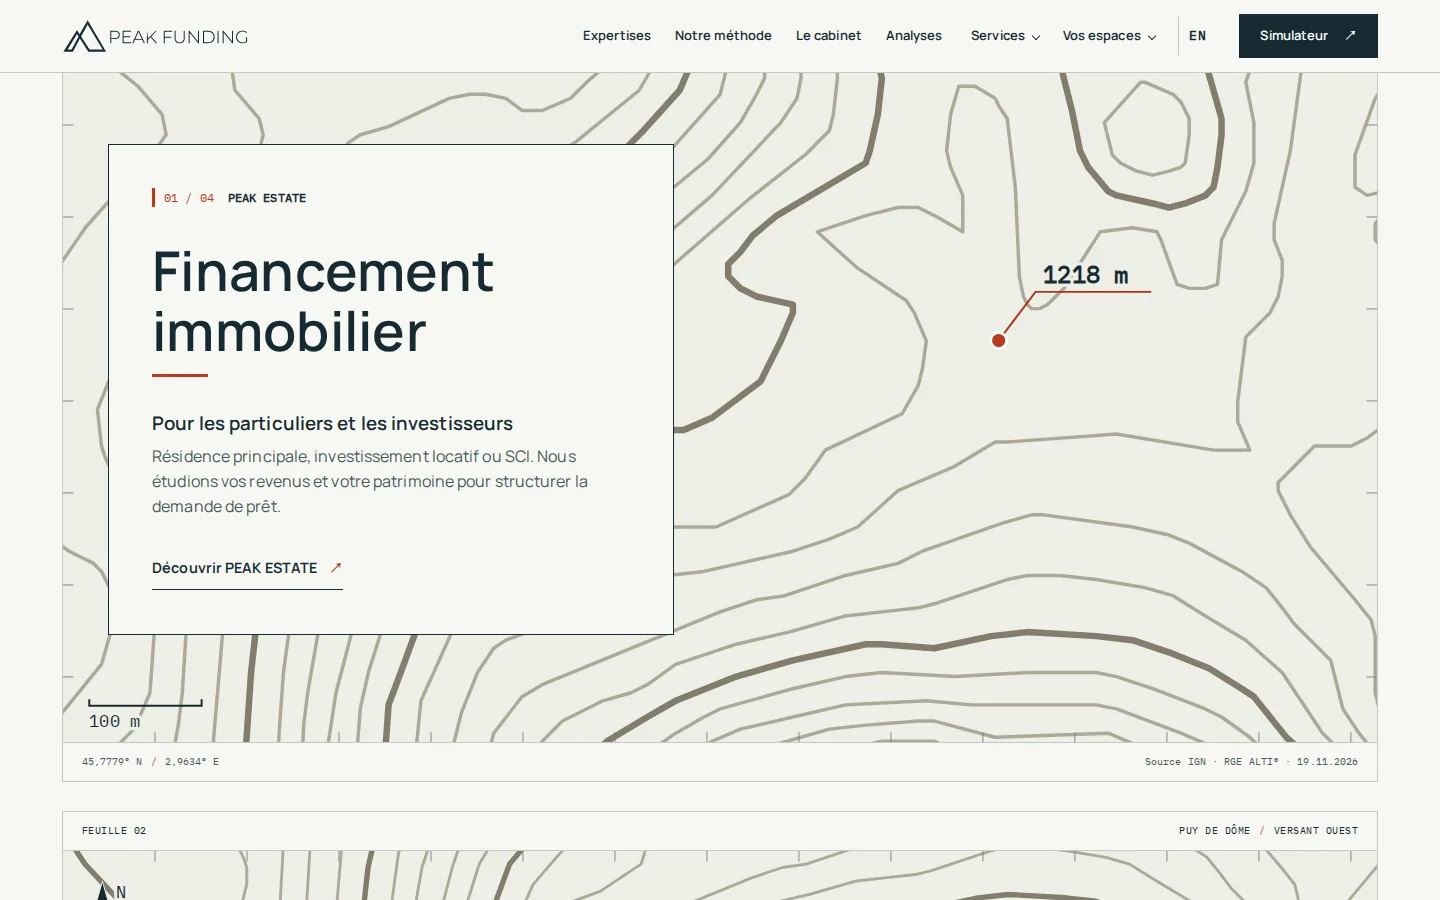 PEAK FUNDING
Expertises
Notre méthode
Le cabinet
Analyses
Services
Vos espaces
EN
Simulateur
01 / 04 PEAK ESTATE
Financement
immobilier
Pour les particuliers et les investisseurs
Résidence principale, investissement locatif ou SCI. Nous
étudions vos revenus et votre patrimoine pour structurer la
demande de prêt.
Découvrir PEAK ESTATE
1218 m
100 m
45,7779° N / 2,9634° E
Source IGN · RGE ALTI® · 19.11.2026
FEUILLE 02
PUY DE DÔME / VERSANT OUEST
N